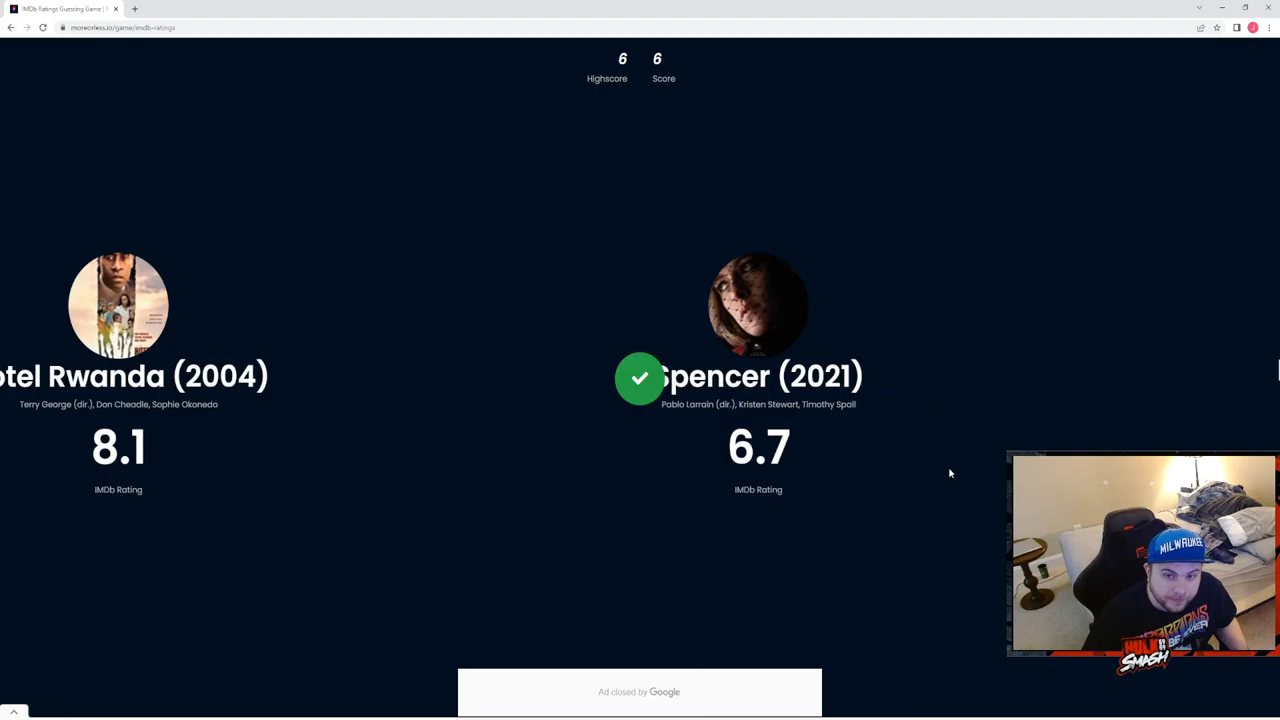 IMDb Ratings Guessing Game |
moreorless.io/game/imdb-ratings
6 6
Highscore Score
otel Rwanda (2004)
Terry George (dir.), Don Cheadle, Sophie Okonedo
8.1
IMDb Rating
Spencer (2021)
Pablo Larraín (dir.), Kristen Stewart, Timothy Spall
6.7
IMDb Rating
MILWAUKEE
HULK
SMASH
Ad closed by Google